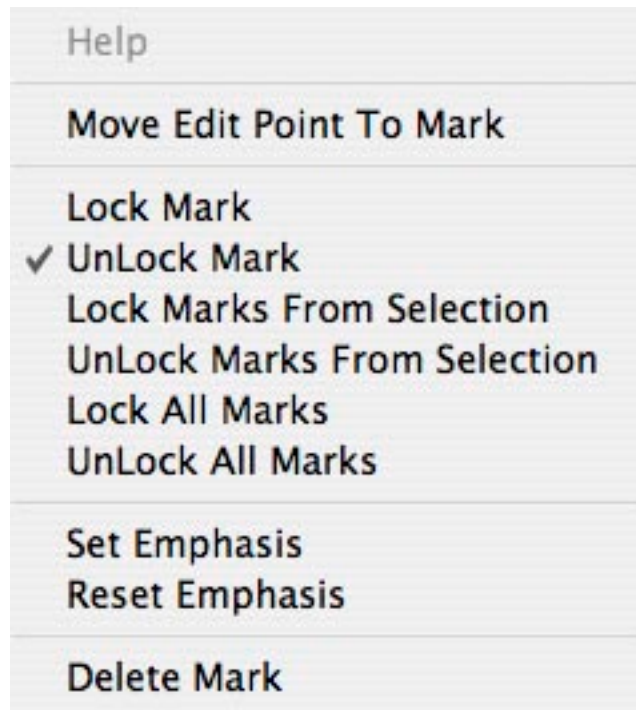 Help
Move Edit Point To Mark
Lock Mark
✓ UnLock Mark
Lock Marks From Selection
UnLock Marks From Selection
Lock All Marks
UnLock All Marks
Set Emphasis
Reset Emphasis
Delete Mark